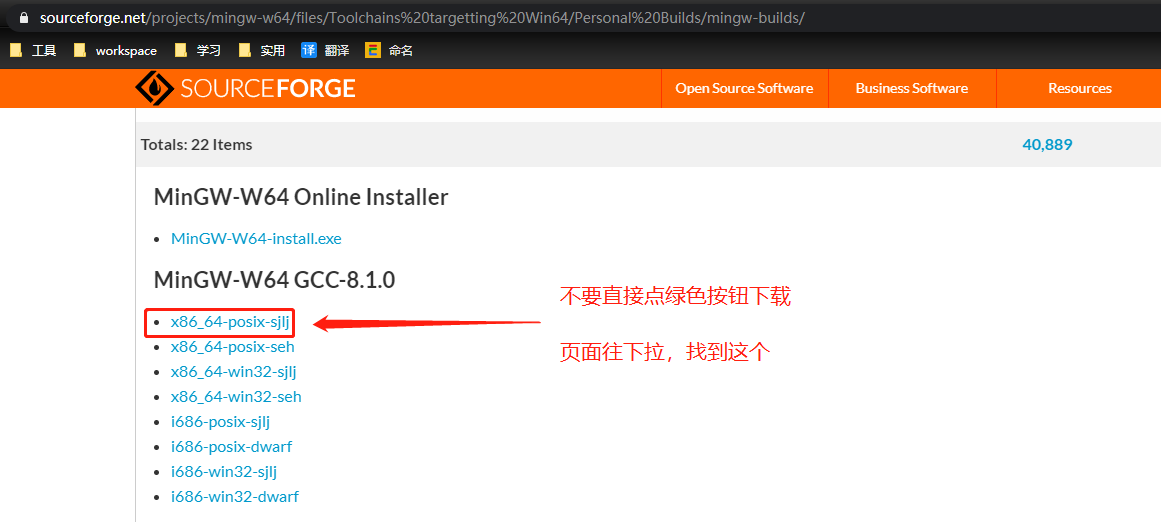 sourceforge.net/projects/mingw-w64/files/Toolchains%20targetting%20Win64/Personal%20Builds/mingw-builds/
工具 workspace 学习 实用 译 翻译 E 命名
SOURCEFORGE Open Source Software Business Software Resources
Totals: 22 Items 40,889
MinGW-W64 Online Installer
MinGW-W64-install.exe
MinGW-W64 GCC-8.1.0
不要直接点绿色按钮下载
x86_64-posix-sjlj
x86_64-posix-seh
页面往下拉，找到这个
x86_64-win32-sjlj
x86_64-win32-seh
i686-posix-sjlj
i686-posix-dwarf
i686-win32-sjlj
i686-win32-dwarf